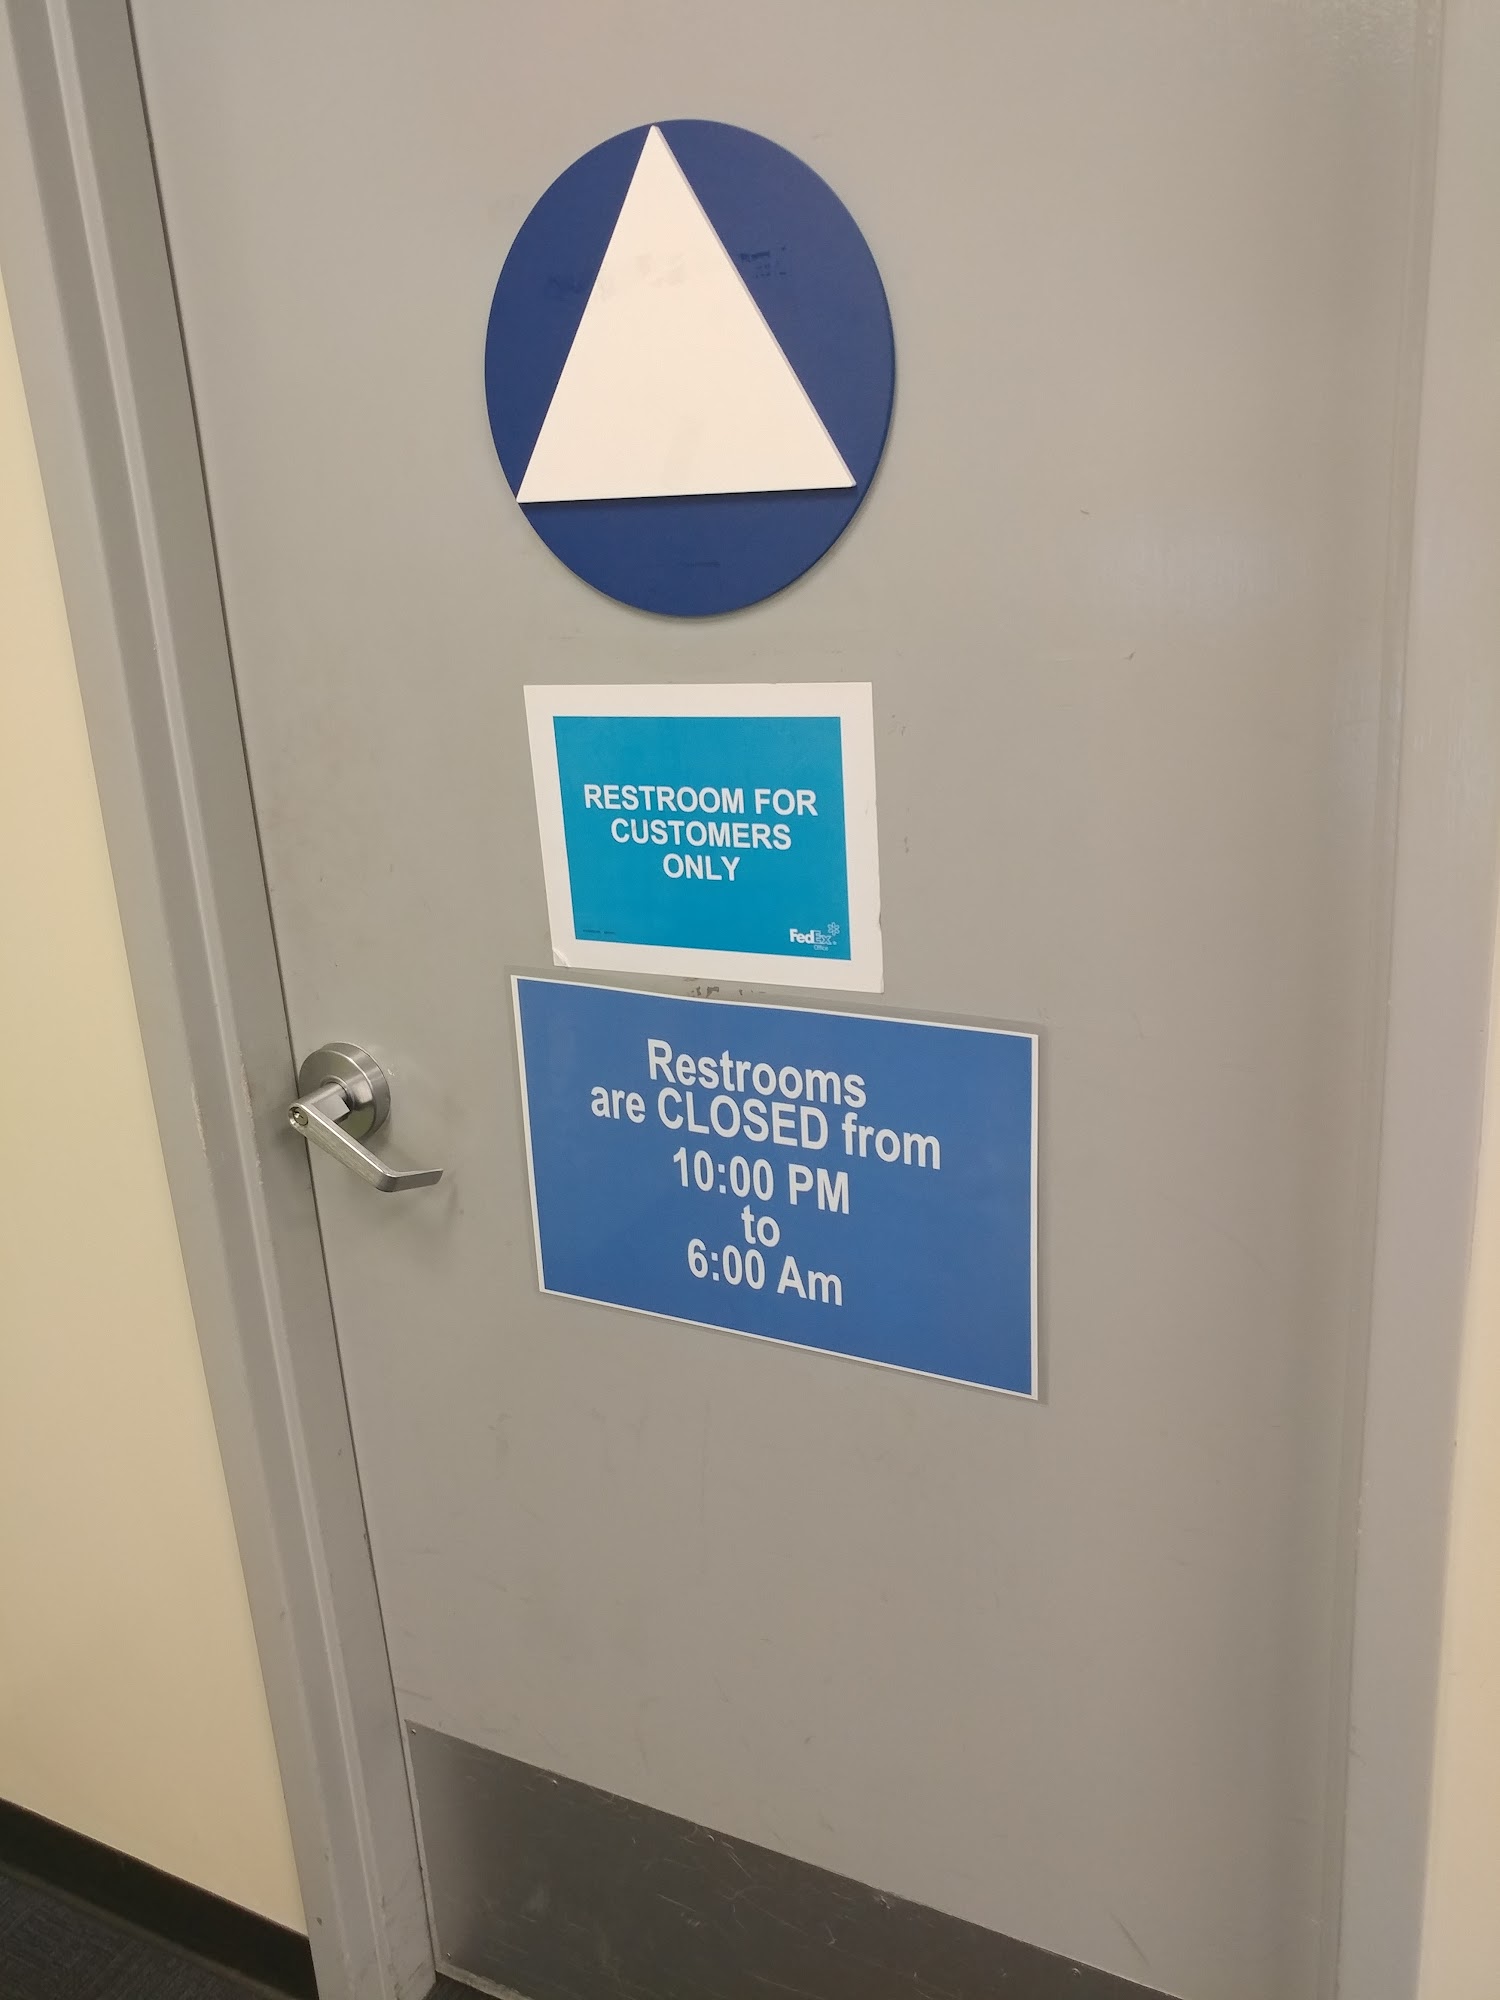 RESTROOM FOR
CUSTOMERS
ONLY
FedEx
Office
Restrooms
are CLOSED from
10:00 PM
to
6:00 Am